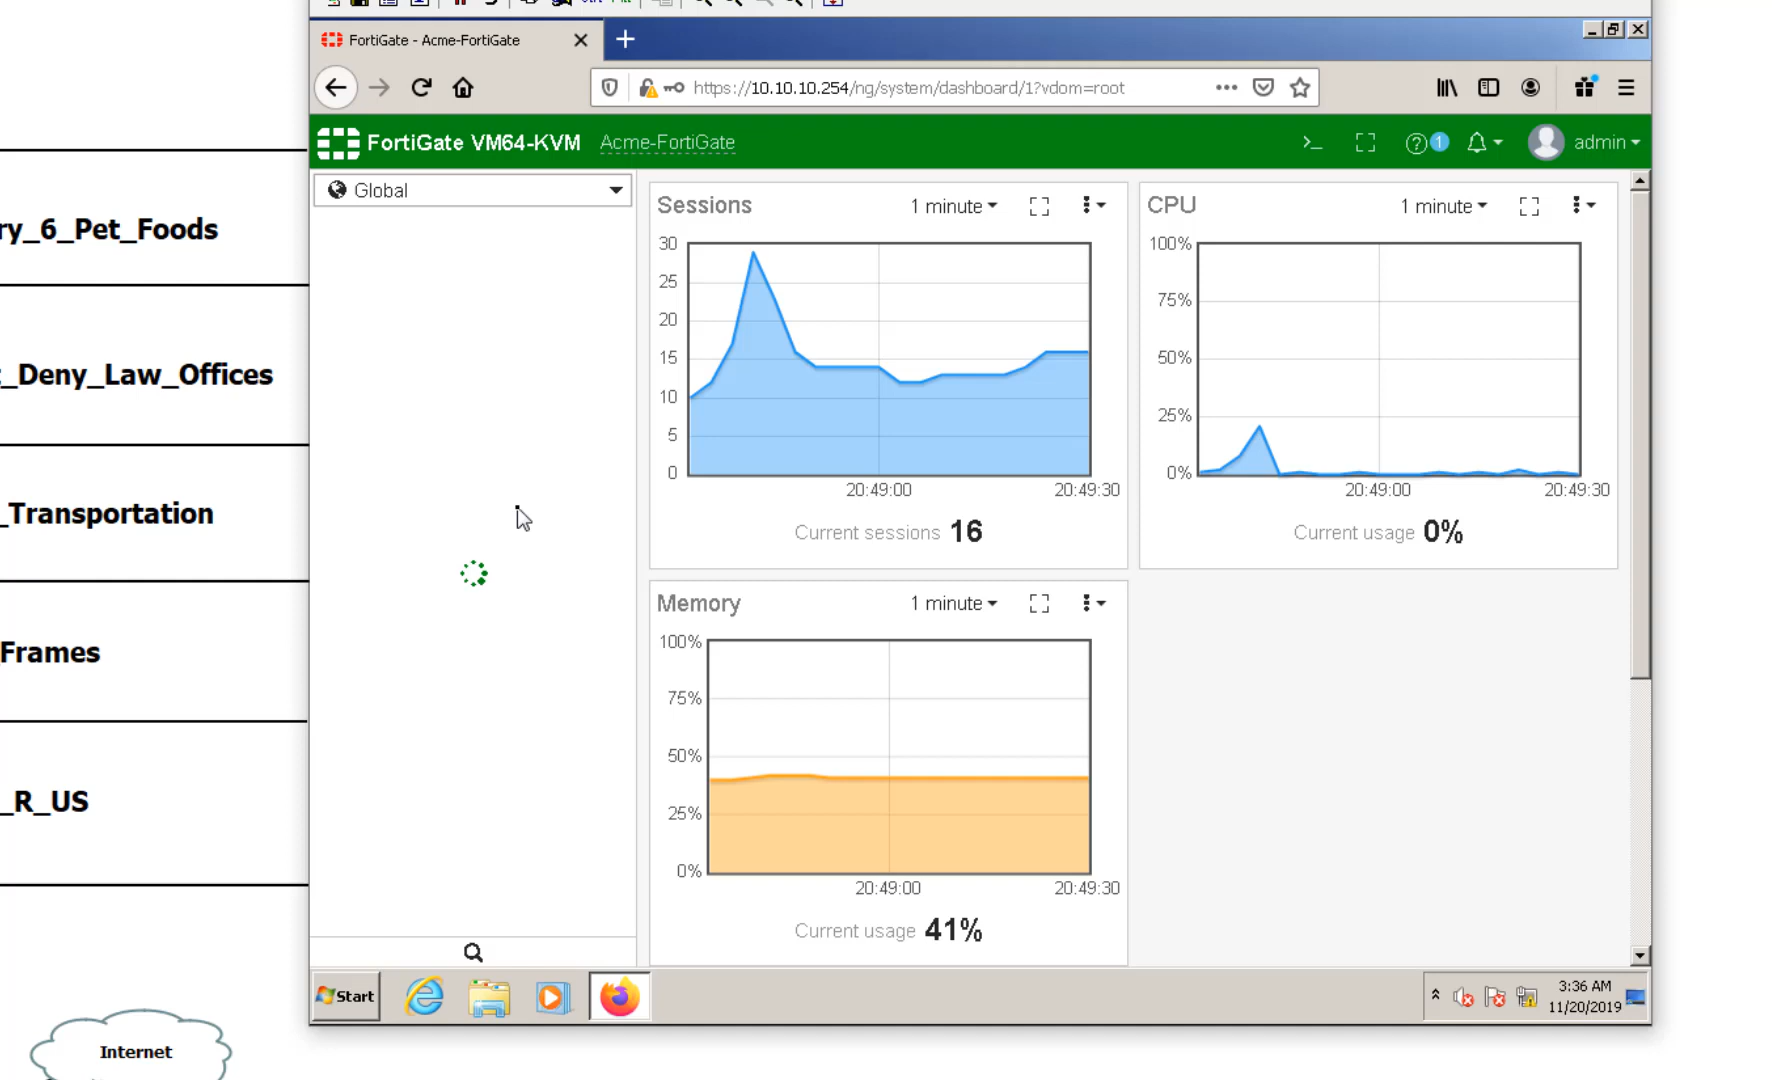 ry_6_Pet_Foods
_Deny_Law_Offices
_Transportation
Frames
_R_US
Internet
FortiGate - Acme-FortiGate
https://10.10.10.254/ng/system/dashboard/1?vdom=root
FortiGate VM64-KVM Acme-FortiGate
>_ 1 admin
Global
Sessions 1 minute
30
25
20
15
10
5
0
20:49:00 20:49:30
Current sessions 16
CPU 1 minute
100%
75%
50%
25%
0%
20:49:00 20:49:30
Current usage 0%
Memory 1 minute
100%
75%
50%
25%
0%
20:49:00 20:49:30
Current usage 41%
Start
3:36 AM
11/20/2019